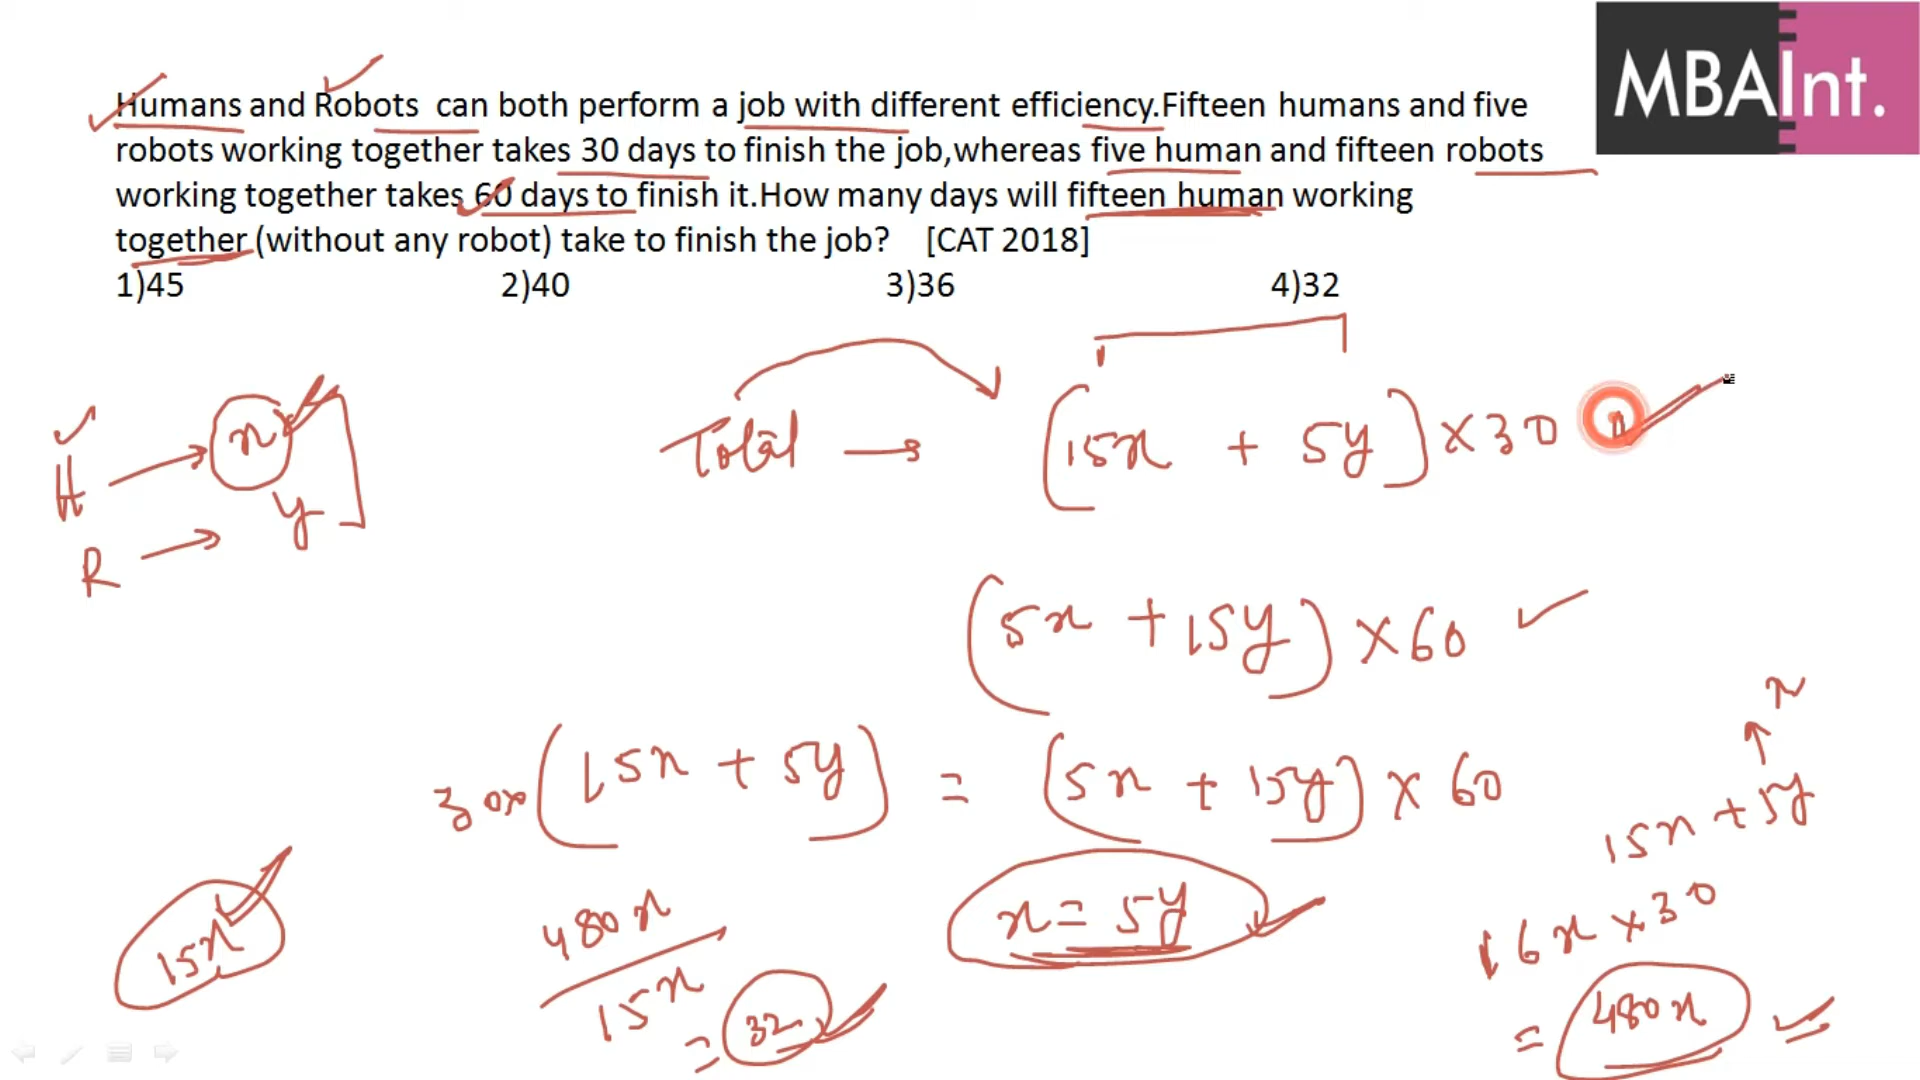 MBAInt.
Humans and Robots can both perform a job with different efficiency.Fifteen humans and five
robots working together takes 30 days to finish the job,whereas five human and fifteen robots
working together takes 60 days to finish it.How many days will fifteen human working
together (without any robot) take to finish the job? [CAT 2018]
1)45 2)40 3)36 4)32
H → x
R → y
Total → (15x + 5y) × 30
(5x + 15y) × 60
30 × (15x + 5y) = (5x + 15y) × 60
x = 5y
x
↑
15x + 5y
16x × 30
= 480x
15x
480x
15x
= 32